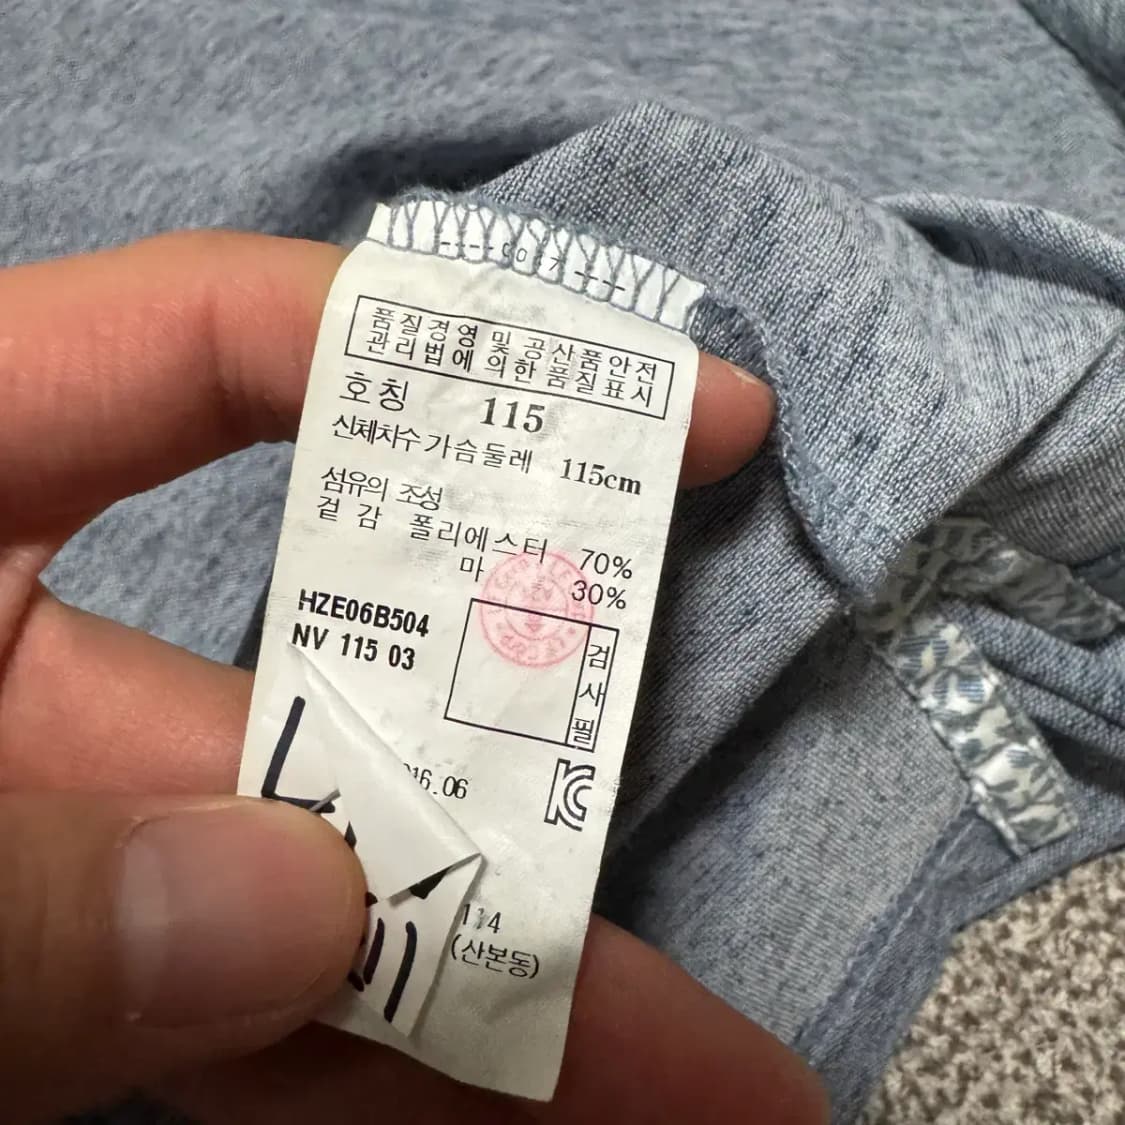 품질경영 및 공산품안전
관리법에 의한 품질표시
호칭 115
신체치수 가슴둘레 115cm
섬유의 조성
겉감 폴리에스터 70%
마 30%
HZE06B504
NV 115 03
검사필
16.06
KC
114
(산본동)